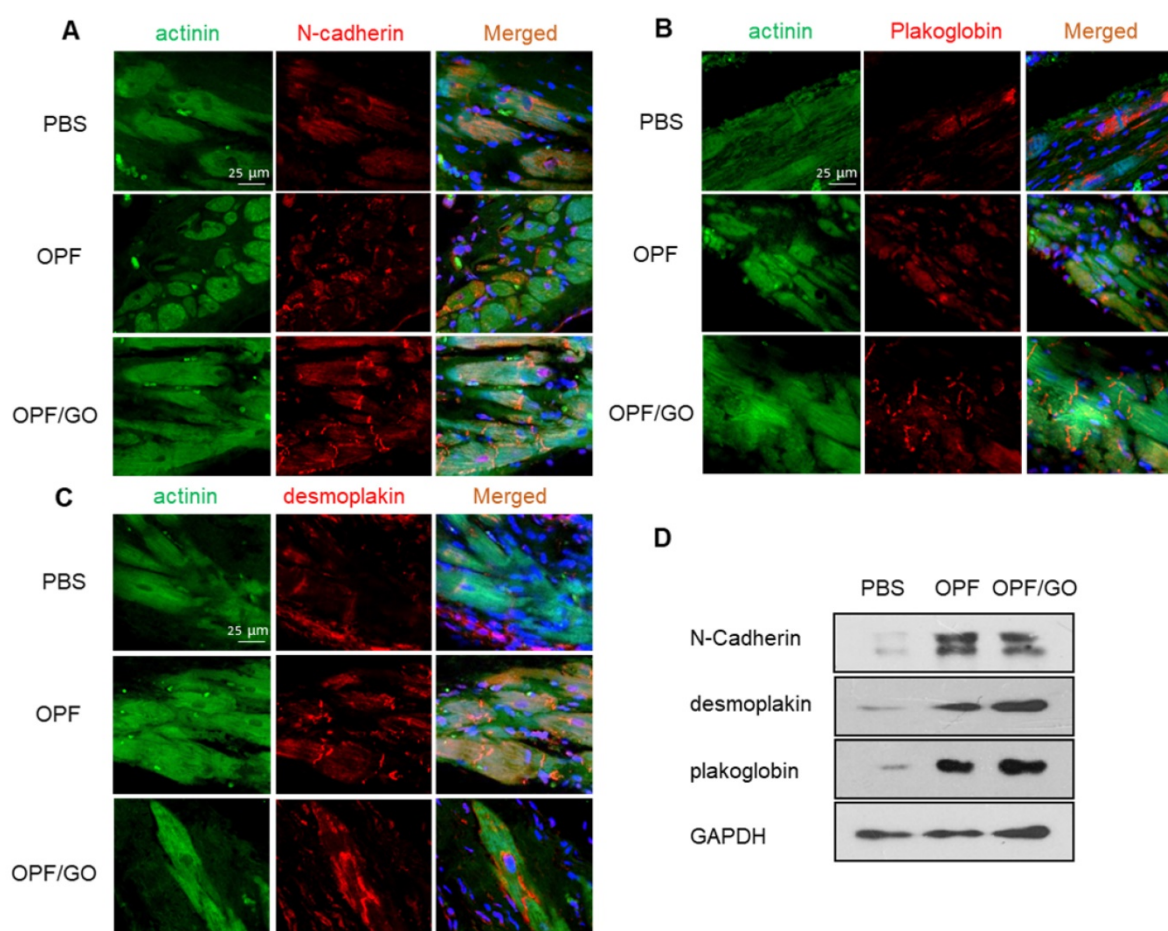 A
actinin N-cadherin Merged
PBS
25 μm
OPF
OPF/GO
B
actinin Plakoglobin Merged
PBS
25 μm
OPF
OPF/GO
C
actinin desmoplakin Merged
PBS
25 μm
OPF
OPF/GO
D
PBS OPF OPF/GO
N-Cadherin
desmoplakin
plakoglobin
GAPDH